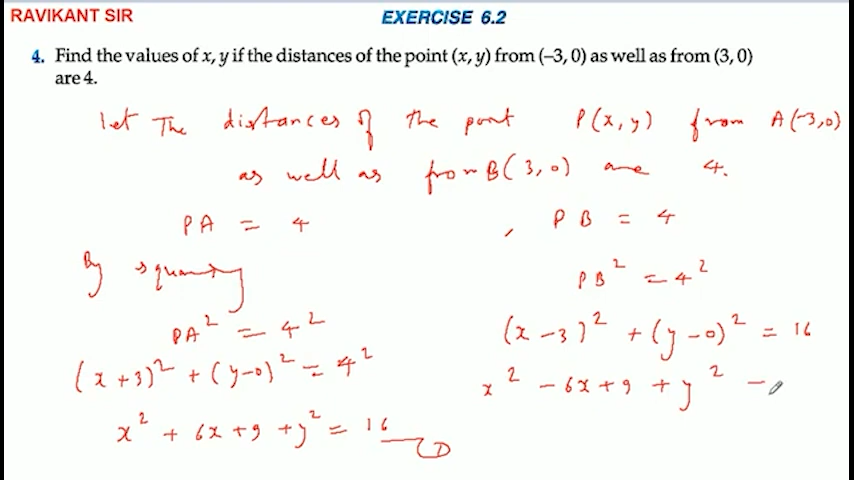 RAVIKANT SIR
EXERCISE 6.2
4. Find the values of x, y if the distances of the point (x, y) from (–3, 0) as well as from (3, 0)
are 4.
Let The distances of the point P(x, y) from A(-3,0)
as well as from B(3,0) are 4.
PA = 4 , PB = 4
By squaring
PA² = 4²
(x+3)² + (y-0)² = 4²
x² + 6x + 9 + y² = 16 ①
PB² = 4²
(x-3)² + (y-0)² = 16
x² - 6x + 9 + y² -